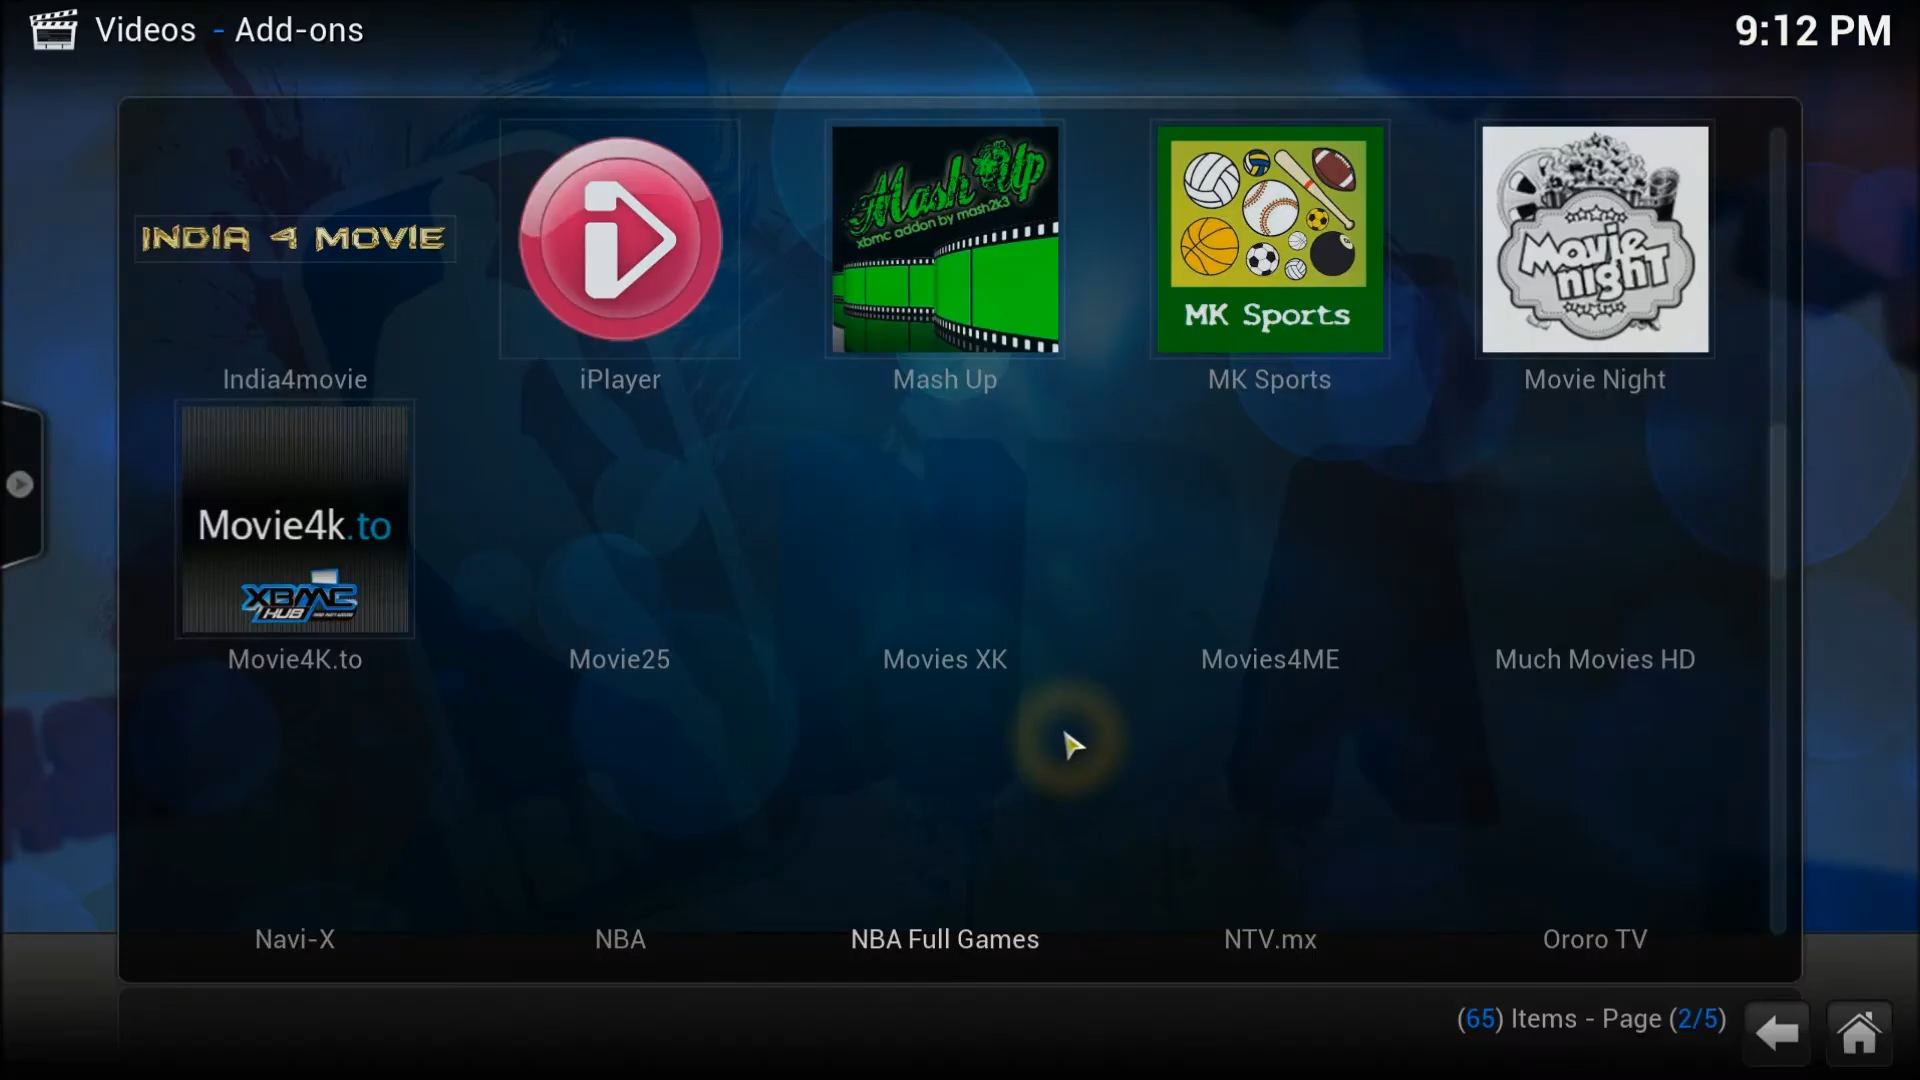 Videos - Add-ons
9:12 PM
INDIA 4 MOVIE
Mash Up
xbmc addon by mash2k3
MK Sports
Movie night
India4movie
iPlayer
Mash Up
MK Sports
Movie Night
Movie4k.to
XBMC
HUB
Movie4K.to
Movie25
Movies XK
Movies4ME
Much Movies HD
Navi-X
NBA
NBA Full Games
NTV.mx
Ororo TV
(65) Items - Page (2/5)